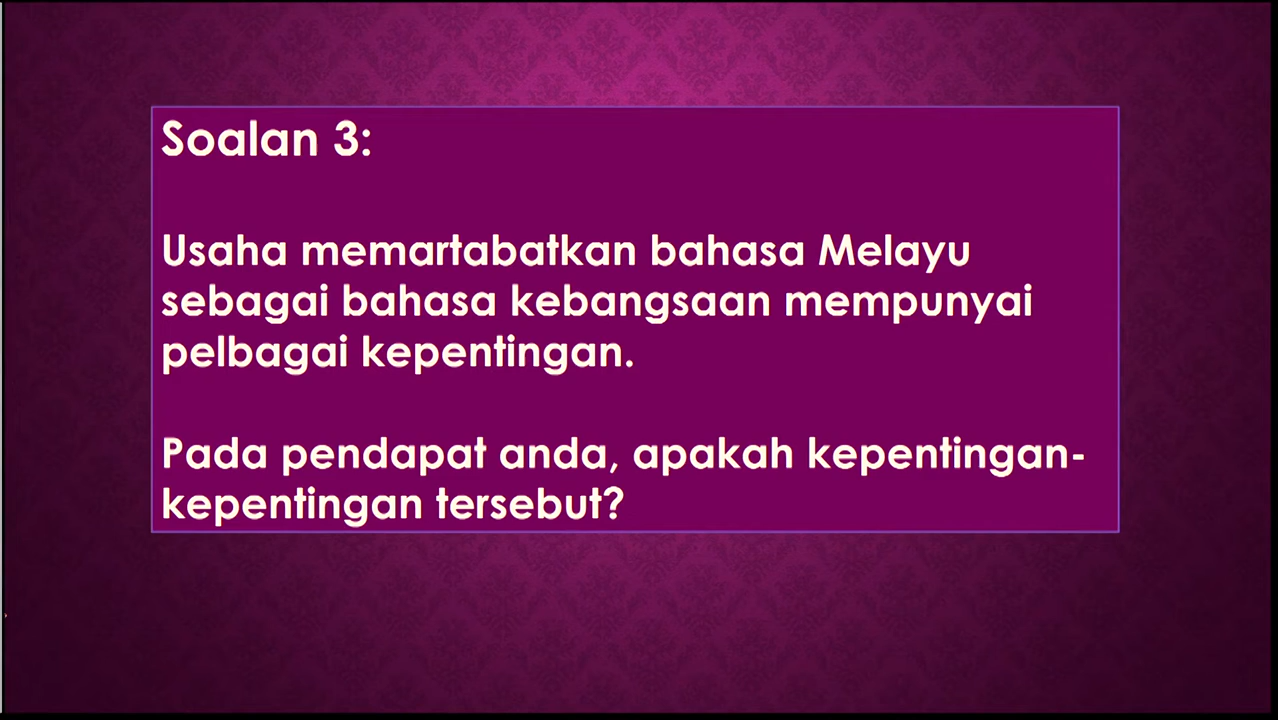 Soalan 3:
Usaha memartabatkan bahasa Melayu
sebagai bahasa kebangsaan mempunyai
pelbagai kepentingan.
Pada pendapat anda, apakah kepentingan-
kepentingan tersebut?